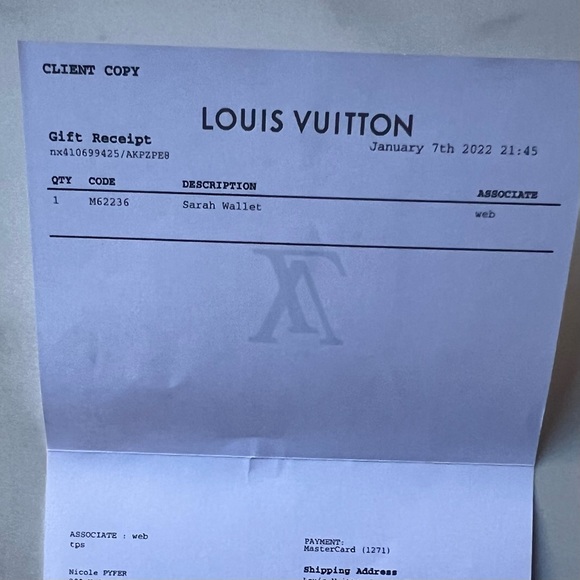 CLIENT COPY
LOUIS VUITTON
Gift Receipt
January 7th 2022 21:45
nx410699425/AKPZPE8
QTY CODE DESCRIPTION ASSOCIATE
1 M62236 Sarah Wallet web
ASSOCIATE : web
tps
PAYMENT:
MasterCard (1271)
Nicole PYFER
Shipping Address